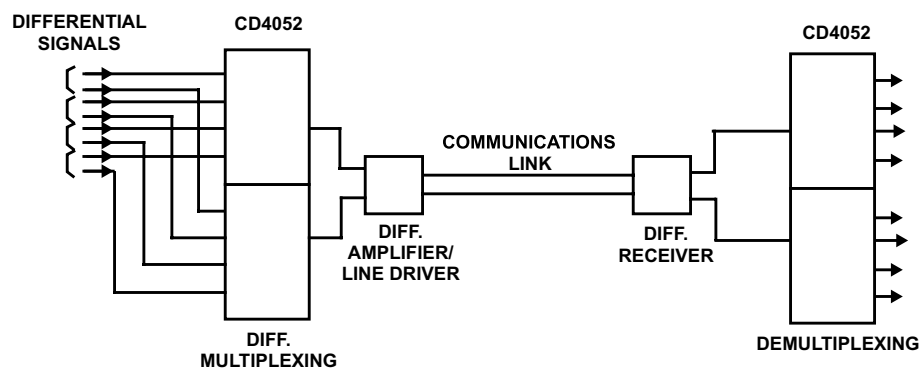 DIFFERENTIAL
SIGNALS
CD4052
CD4052
COMMUNICATIONS
LINK
DIFF.
AMPLIFIER/
LINE DRIVER
DIFF.
RECEIVER
DIFF.
MULTIPLEXING
DEMULTIPLEXING